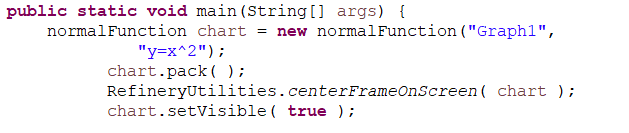 public static void main(String[] args) {
normalFunction chart = new normalFunction("Graph1",
"y=x^2");
chart.pack( );
RefineryUtilities.centerFrameOnScreen( chart );
chart.setVisible( true );